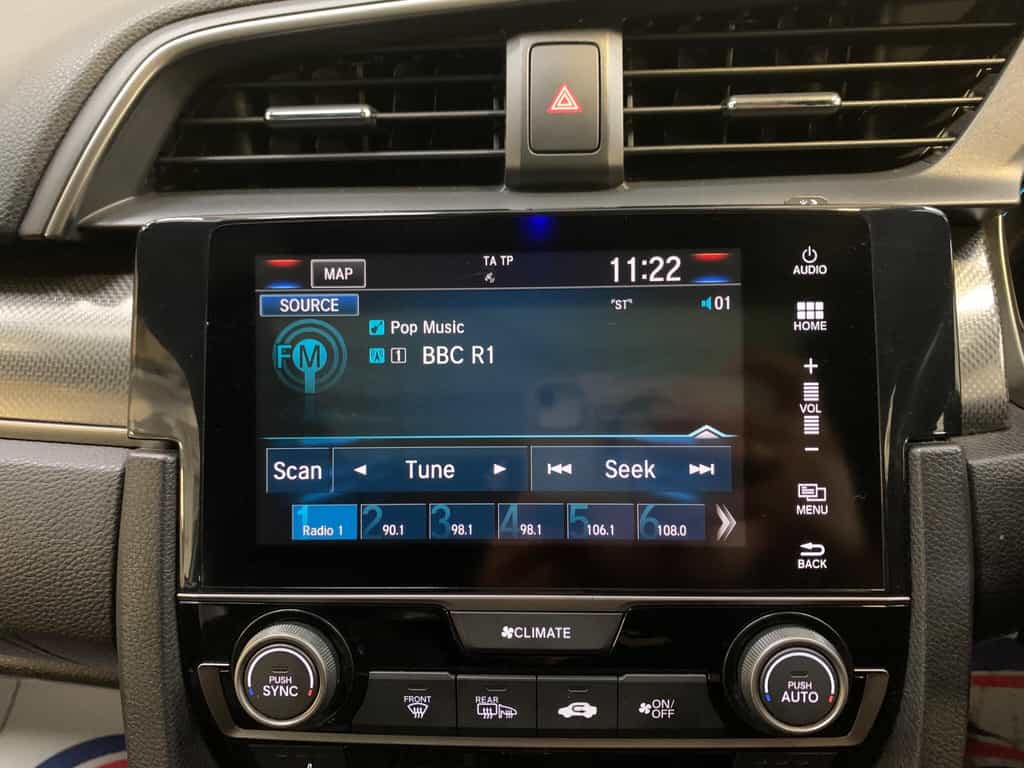 MAP
TA TP
11:22
AUDIO
SOURCE
"ST"
01
HOME
Pop Music
FM
1 BBC R1
+
VOL
-
Scan
Tune
Seek
MENU
1 Radio 1
2 90.1
3 98.1
4 98.1
5 106.1
6 108.0
BACK
CLIMATE
PUSH
SYNC
FRONT
REAR
ON/
OFF
PUSH
AUTO